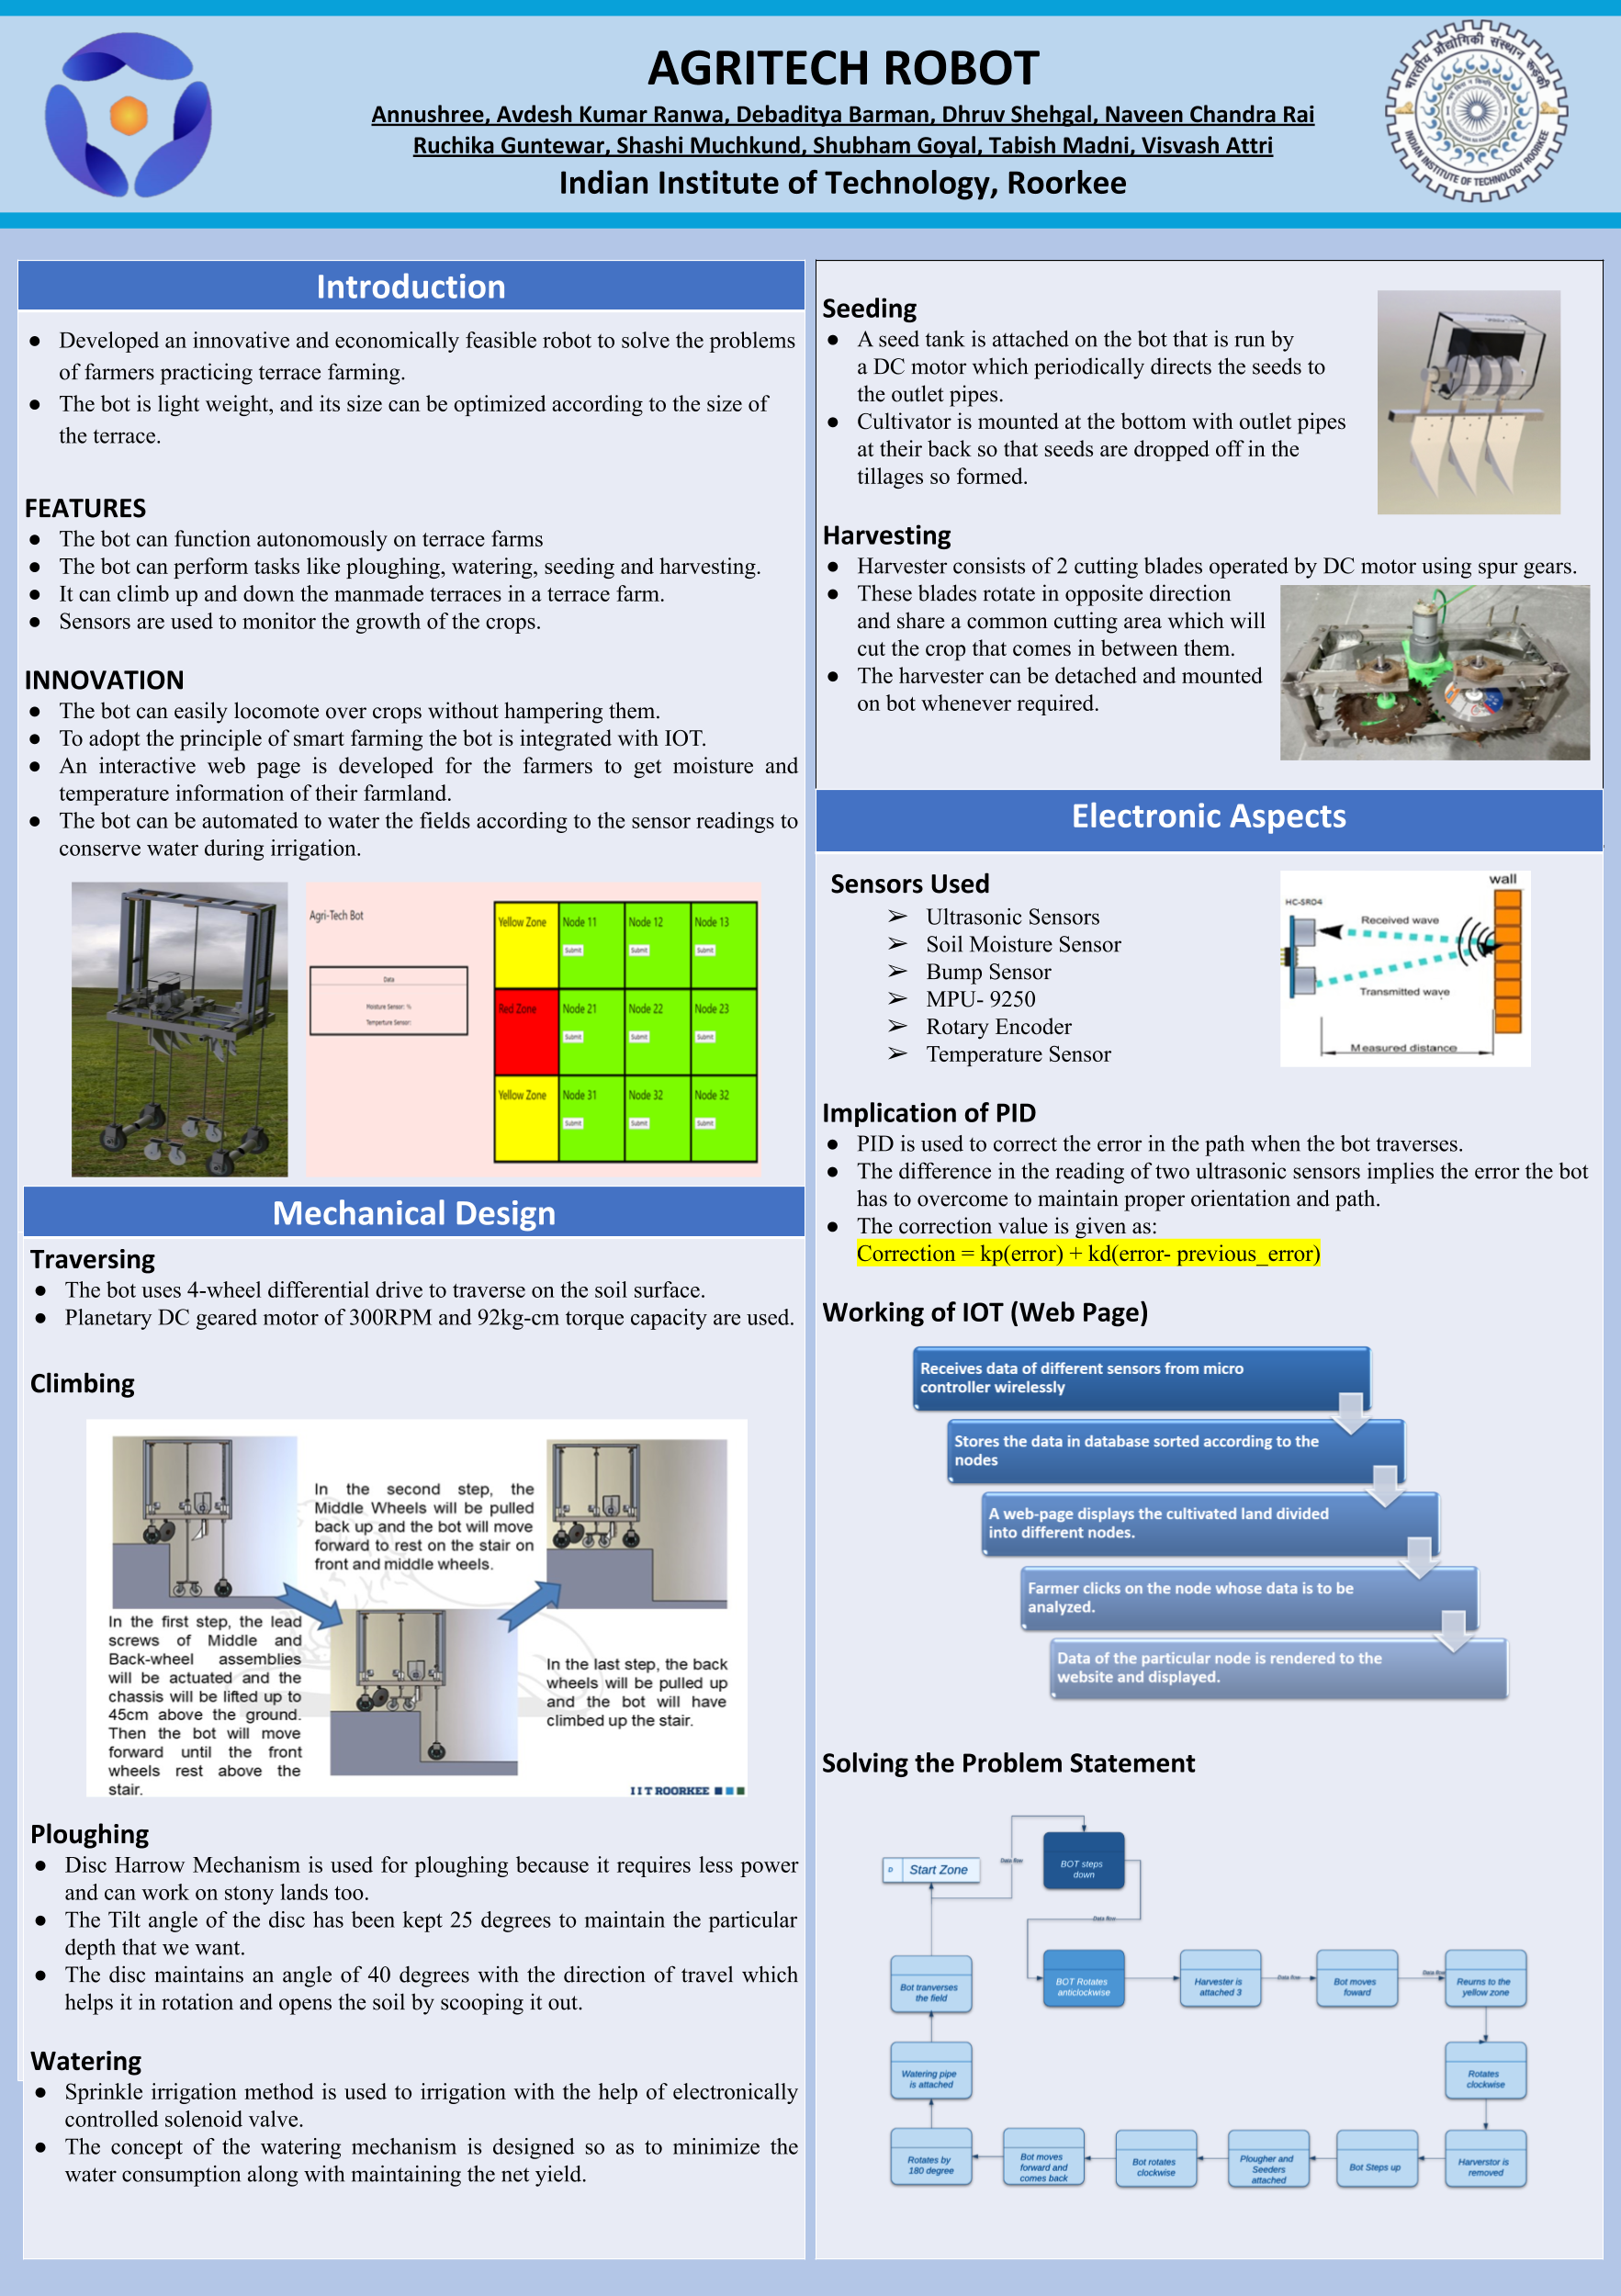 AGRITECH ROBOT
Annushree, Avdesh Kumar Ranwa, Debaditya Barman, Dhruv Shehgal, Naveen Chandra Rai
Ruchika Guntewar, Shashi Muchkund, Shubham Goyal, Tabish Madni, Visvash Attri
Indian Institute of Technology, Roorkee
भारतीय प्रौद्योगिकी संस्थान रूड़की
INDIAN INSTITUTE OF TECHNOLOGY ROORKEE
Introduction
● Developed an innovative and economically feasible robot to solve the problems
of farmers practicing terrace farming.
● The bot is light weight, and its size can be optimized according to the size of
the terrace.
FEATURES
● The bot can function autonomously on terrace farms
● The bot can perform tasks like ploughing, watering, seeding and harvesting.
● It can climb up and down the manmade terraces in a terrace farm.
● Sensors are used to monitor the growth of the crops.
INNOVATION
● The bot can easily locomote over crops without hampering them.
● To adopt the principle of smart farming the bot is integrated with IOT.
● An interactive web page is developed for the farmers to get moisture and
temperature information of their farmland.
● The bot can be automated to water the fields according to the sensor readings to
conserve water during irrigation.
Agri-Tech Bot
Data
Moisture Sensor: %
Temperture Sensor:
Yellow Zone Node 11 Node 12 Node 13
Submit Submit Submit
Red Zone Node 21 Node 22 Node 23
Submit Submit Submit
Yellow Zone Node 31 Node 32 Node 32
Submit Submit Submit
Mechanical Design
Traversing
● The bot uses 4-wheel differential drive to traverse on the soil surface.
● Planetary DC geared motor of 300RPM and 92kg-cm torque capacity are used.
Climbing
In the second step, the
Middle Wheels will be pulled
back up and the bot will move
forward to rest on the stair on
front and middle wheels.
In the first step, the lead
screws of Middle and
Back-wheel assemblies
will be actuated and the
chassis will be lifted up to
45cm above the ground.
Then the bot will move
forward until the front
wheels rest above the
stair.
In the last step, the back
wheels will be pulled up
and the bot will have
climbed up the stair.
IIT ROORKEE
Ploughing
● Disc Harrow Mechanism is used for ploughing because it requires less power
and can work on stony lands too.
● The Tilt angle of the disc has been kept 25 degrees to maintain the particular
depth that we want.
● The disc maintains an angle of 40 degrees with the direction of travel which
helps it in rotation and opens the soil by scooping it out.
Watering
● Sprinkle irrigation method is used to irrigation with the help of electronically
controlled solenoid valve.
● The concept of the watering mechanism is designed so as to minimize the
water consumption along with maintaining the net yield.
Seeding
● A seed tank is attached on the bot that is run by
a DC motor which periodically directs the seeds to
the outlet pipes.
● Cultivator is mounted at the bottom with outlet pipes
at their back so that seeds are dropped off in the
tillages so formed.
Harvesting
● Harvester consists of 2 cutting blades operated by DC motor using spur gears.
● These blades rotate in opposite direction
and share a common cutting area which will
cut the crop that comes in between them.
● The harvester can be detached and mounted
on bot whenever required.
Electronic Aspects
Sensors Used
➢ Ultrasonic Sensors
➢ Soil Moisture Sensor
➢ Bump Sensor
➢ MPU- 9250
➢ Rotary Encoder
➢ Temperature Sensor
wall
HC-SR04
Received wave
Transmitted wave
Measured distance
Implication of PID
● PID is used to correct the error in the path when the bot traverses.
● The difference in the reading of two ultrasonic sensors implies the error the bot
has to overcome to maintain proper orientation and path.
● The correction value is given as:
Correction = kp(error) + kd(error- previous_error)
Working of IOT (Web Page)
Receives data of different sensors from micro
controller wirelessly
Stores the data in database sorted according to the
nodes
A web-page displays the cultivated land divided
into different nodes.
Farmer clicks on the node whose data is to be
analyzed.
Data of the particular node is rendered to the
website and displayed.
Solving the Problem Statement
D Start Zone
Data flow
BOT steps
down
Data flow
BOT Rotates
anticlockwise
Harvester is
attached 3
Data flow
Bot moves
foward
Data flow
Reurns to the
yellow zone
Rotates
clockwise
Harverstor is
removed
Bot Steps up
Plougher and
Seeders
attached
Bot rotates
clockwise
Bot moves
forward and
comes back
Rotates by
180 degree
Watering pipe
is attached
Bot tranverses
the field